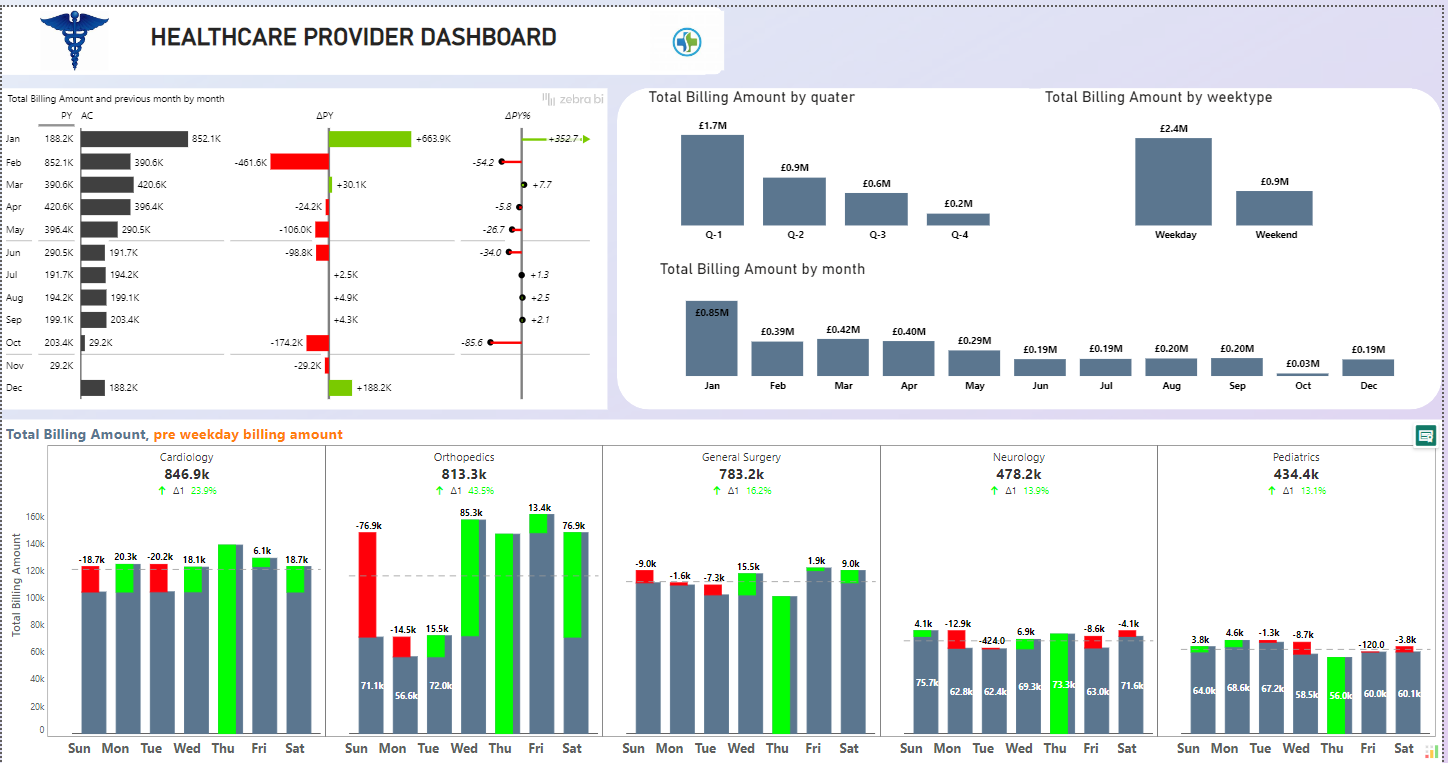 HEALTHCARE PROVIDER DASHBOARD
Total Billing Amount and previous month by month
zebra bi
PY AC ΔPY ΔPY%
Jan 188.2K 852.1K +663.9K +352.7
Feb 852.1K 390.6K -461.6K -54.2
Mar 390.6K 420.6K +30.1K +7.7
Apr 420.6K 396.4K -24.2K -5.8
May 396.4K 290.5K -106.0K -26.7
Jun 290.5K 191.7K -98.8K -34.0
Jul 191.7K 194.2K +2.5K +1.3
Aug 194.2K 199.1K +4.9K +2.5
Sep 199.1K 203.4K +4.3K +2.1
Oct 203.4K 29.2K -174.2K -85.6
Nov 29.2K -29.2K
Dec 188.2K +188.2K
Total Billing Amount by quater
£1.7M £0.9M £0.6M £0.2M
Q-1 Q-2 Q-3 Q-4
Total Billing Amount by weektype
£2.4M £0.9M
Weekday Weekend
Total Billing Amount by month
£0.85M £0.39M £0.42M £0.40M £0.29M £0.19M £0.19M £0.20M £0.20M £0.03M £0.19M
Jan Feb Mar Apr May Jun Jul Aug Sep Oct Dec
Total Billing Amount, pre weekday billing amount
Total Billing Amount
160k
140k
120k
100k
80k
60k
40k
20k
0
Cardiology
846.9k
Δ1 23.9%
-18.7k 20.3k -20.2k 18.1k 6.1k 18.7k
Sun Mon Tue Wed Thu Fri Sat
Orthopedics
813.3k
Δ1 43.5%
-76.9k -14.5k 15.5k 85.3k 13.4k 76.9k
71.1k 56.6k 72.0k
Sun Mon Tue Wed Thu Fri Sat
General Surgery
783.2k
Δ1 16.2%
-9.0k -1.6k -7.3k 15.5k 1.9k 9.0k
Sun Mon Tue Wed Thu Fri Sat
Neurology
478.2k
Δ1 13.9%
4.1k -12.9k -424.0 6.9k -8.6k -4.1k
75.7k 62.8k 62.4k 69.3k 73.3k 63.0k 71.6k
Sun Mon Tue Wed Thu Fri Sat
Pediatrics
434.4k
Δ1 13.1%
3.8k 4.6k -1.3k -8.7k -120.0 -3.8k
64.0k 68.6k 67.2k 58.5k 56.0k 60.0k 60.1k
Sun Mon Tue Wed Thu Fri Sat